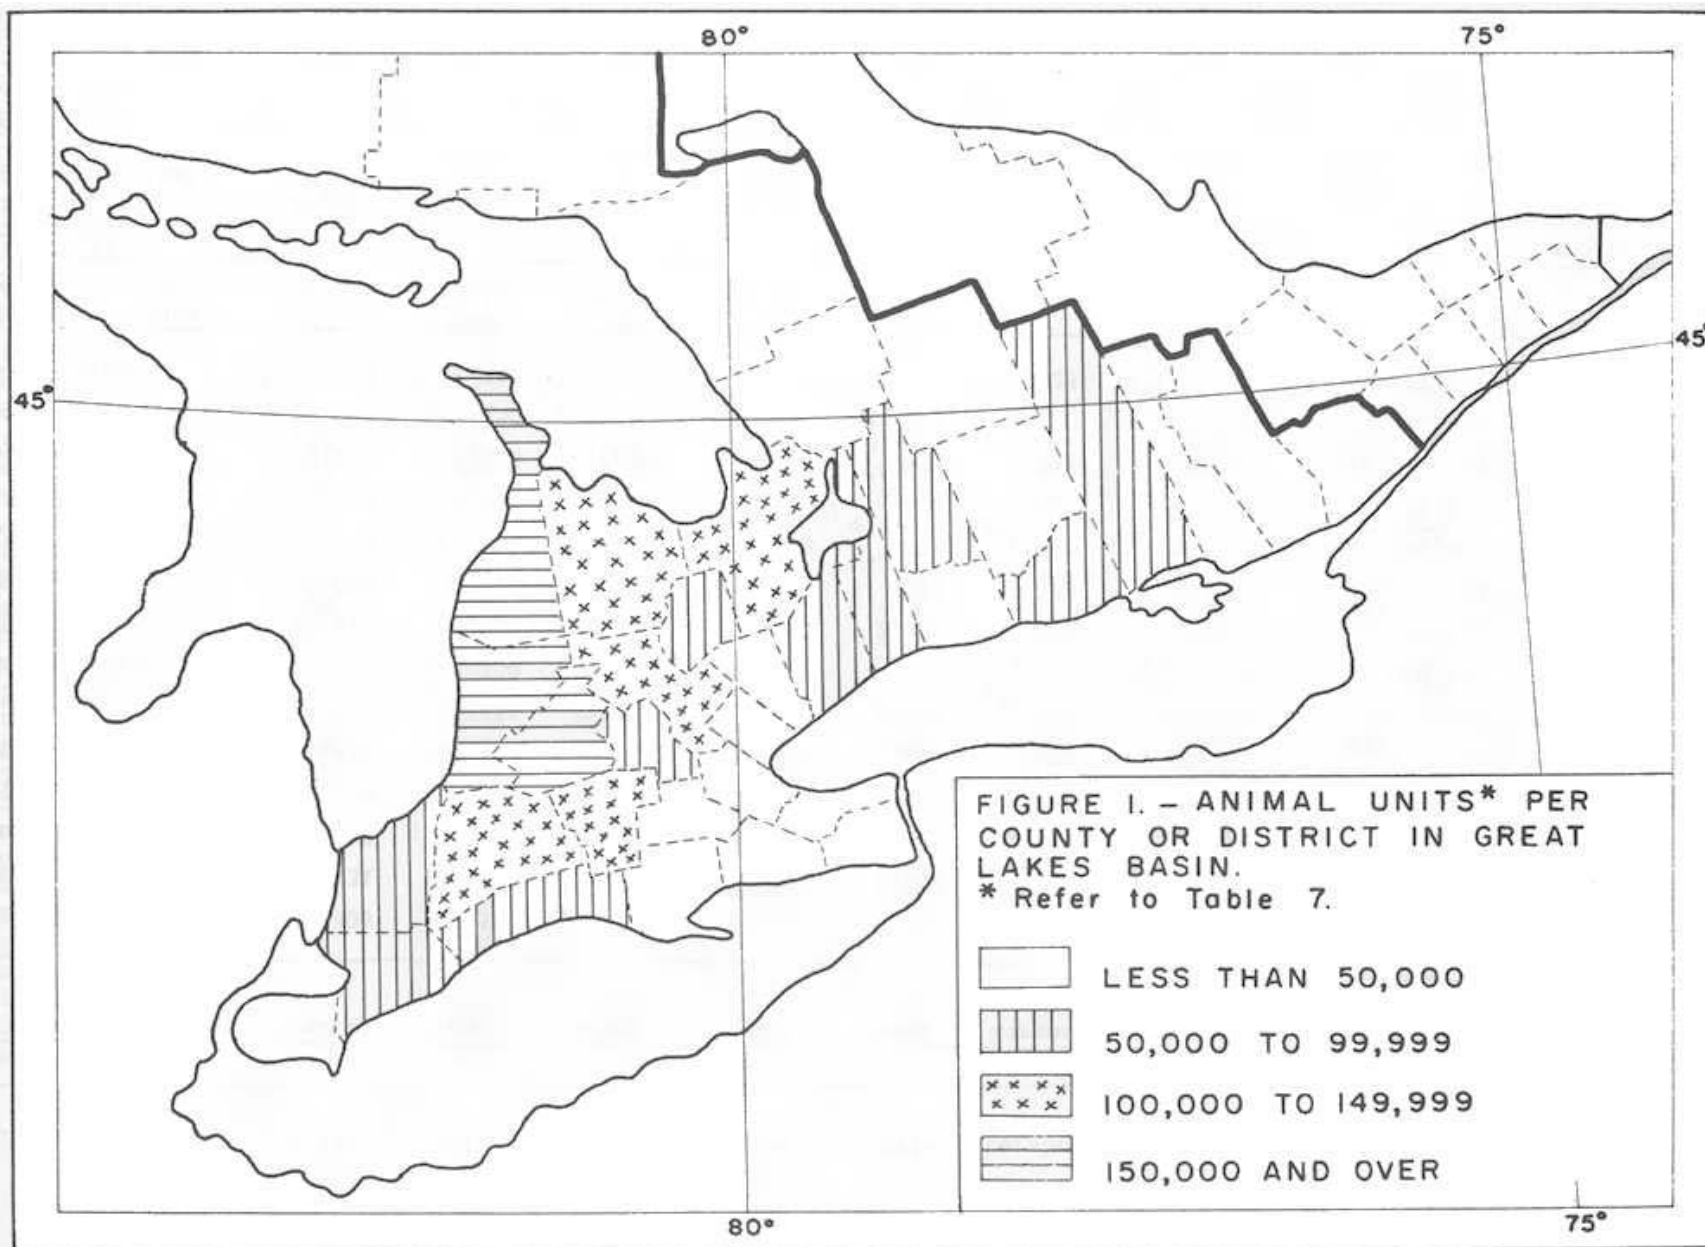 80°
75°
45°
45°
FIGURE 1. – ANIMAL UNITS* PER
COUNTY OR DISTRICT IN GREAT
LAKES BASIN.
* Refer to Table 7.
LESS THAN 50,000
50,000 TO 99,999
100,000 TO 149,999
150,000 AND OVER
80°
75°